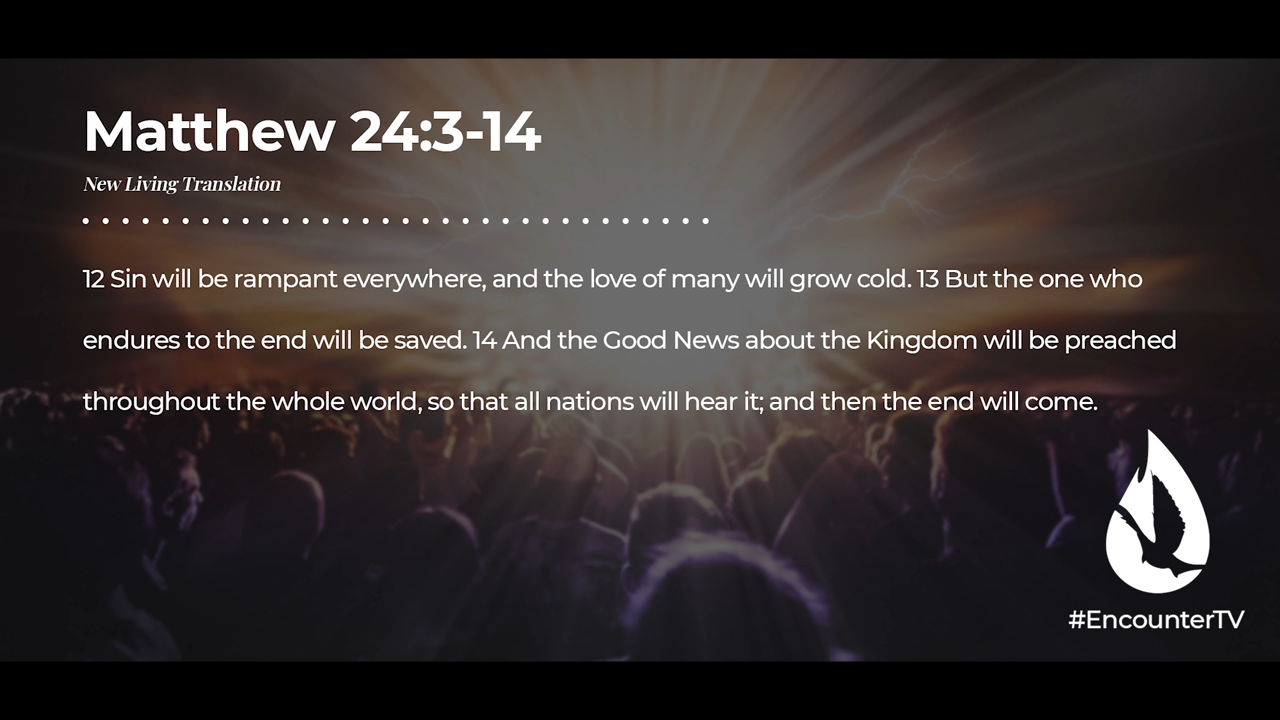 Matthew 24:3-14
New Living Translation
12 Sin will be rampant everywhere, and the love of many will grow cold. 13 But the one who
endures to the end will be saved. 14 And the Good News about the Kingdom will be preached
throughout the whole world, so that all nations will hear it; and then the end will come.
#EncounterTV